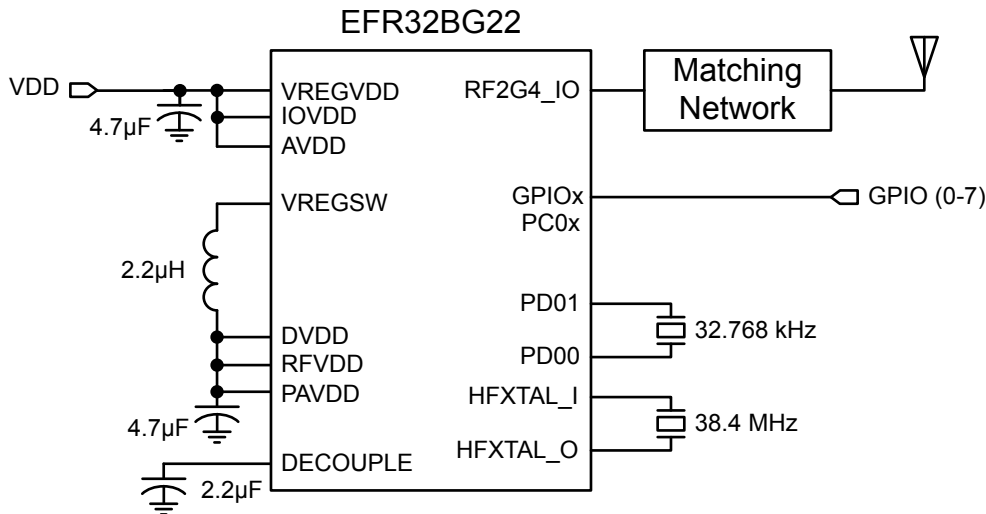 EFR32BG22
VDD
4.7µF
VREGVDD
IOVDD
AVDD
VREGSW
2.2µH
DVDD
RFVDD
PAVDD
4.7µF
DECOUPLE
2.2µF
RF2G4_IO
Matching
Network
GPIOx
PC0x
GPIO (0-7)
PD01
PD00
32.768 kHz
HFXTAL_I
HFXTAL_O
38.4 MHz